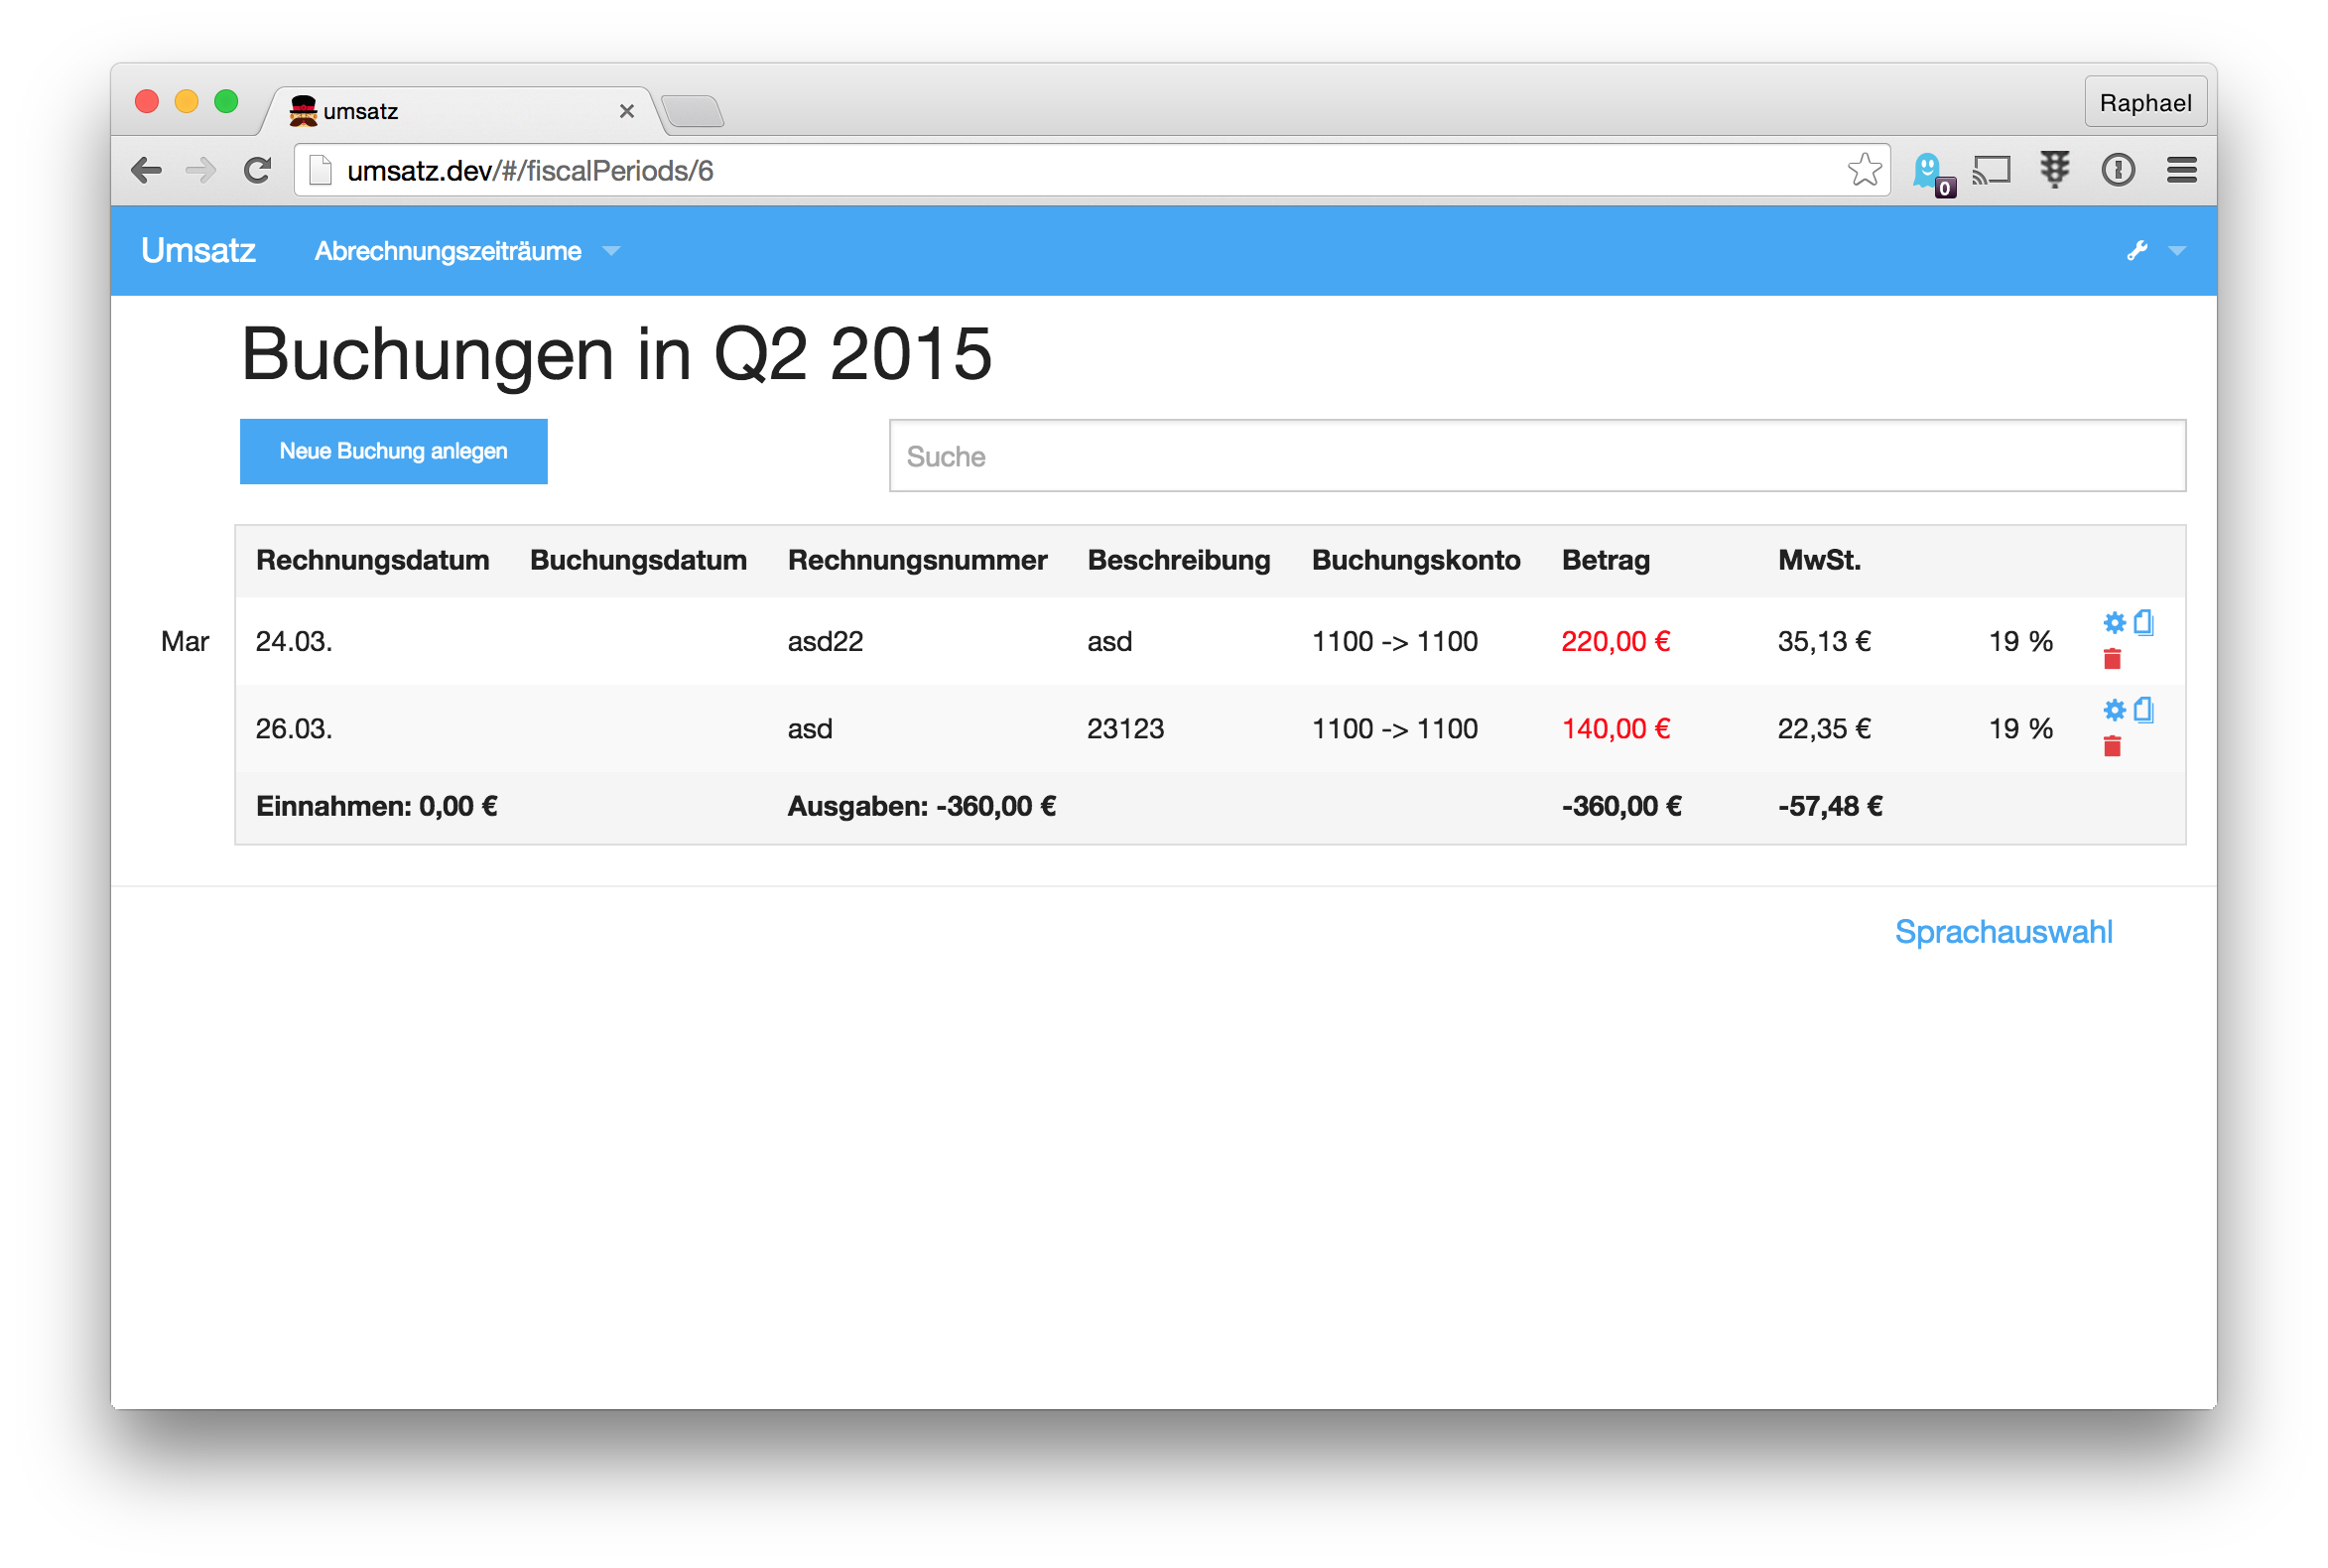 umsatz
Raphael
umsatz.dev/#/fiscalPeriods/6
0
Umsatz Abrechnungszeiträume
Buchungen in Q2 2015
Neue Buchung anlegen
Suche
Rechnungsdatum Buchungsdatum Rechnungsnummer Beschreibung Buchungskonto Betrag MwSt.
Mar 24.03. asd22 asd 1100 -> 1100 220,00 € 35,13 € 19 %
26.03. asd 23123 1100 -> 1100 140,00 € 22,35 € 19 %
Einnahmen: 0,00 € Ausgaben: -360,00 € -360,00 € -57,48 €
Sprachauswahl